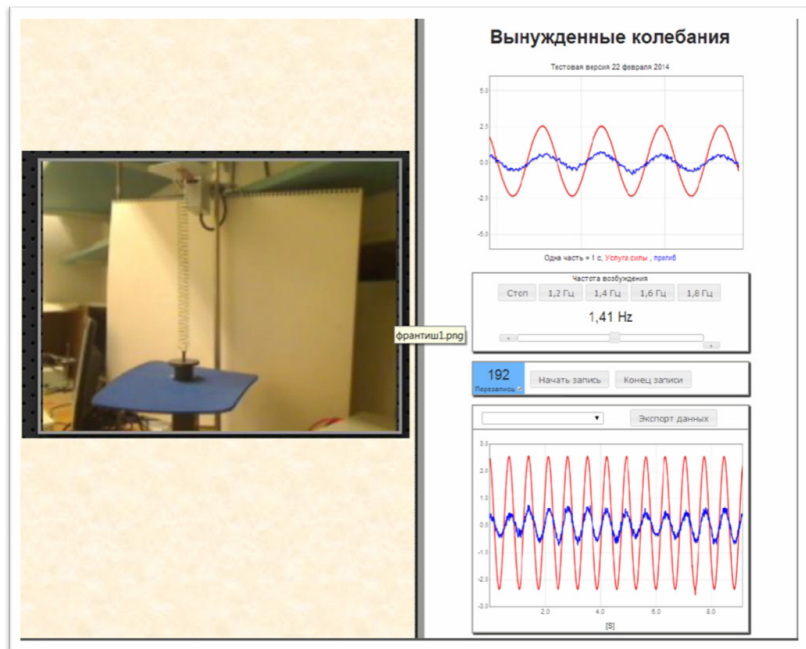 Вынужденные колебания
Тестовая версия 22 февраля 2014
5.0
2.5
0.0
-2.5
-5.0
Одна часть = 1 с, Услуга силы , прогиб
Частота возбуждения
Стоп 1,2 Гц 1,4 Гц 1,6 Гц 1,8 Гц
1,41 Hz
франтиш1.png
192
Перезапись
Начать запись Конец записи
Экспорт данных
3.0
2.0
1.0
0.0
-1.0
-2.0
-3.0
2.0 4.0 6.0 8.0
[S]